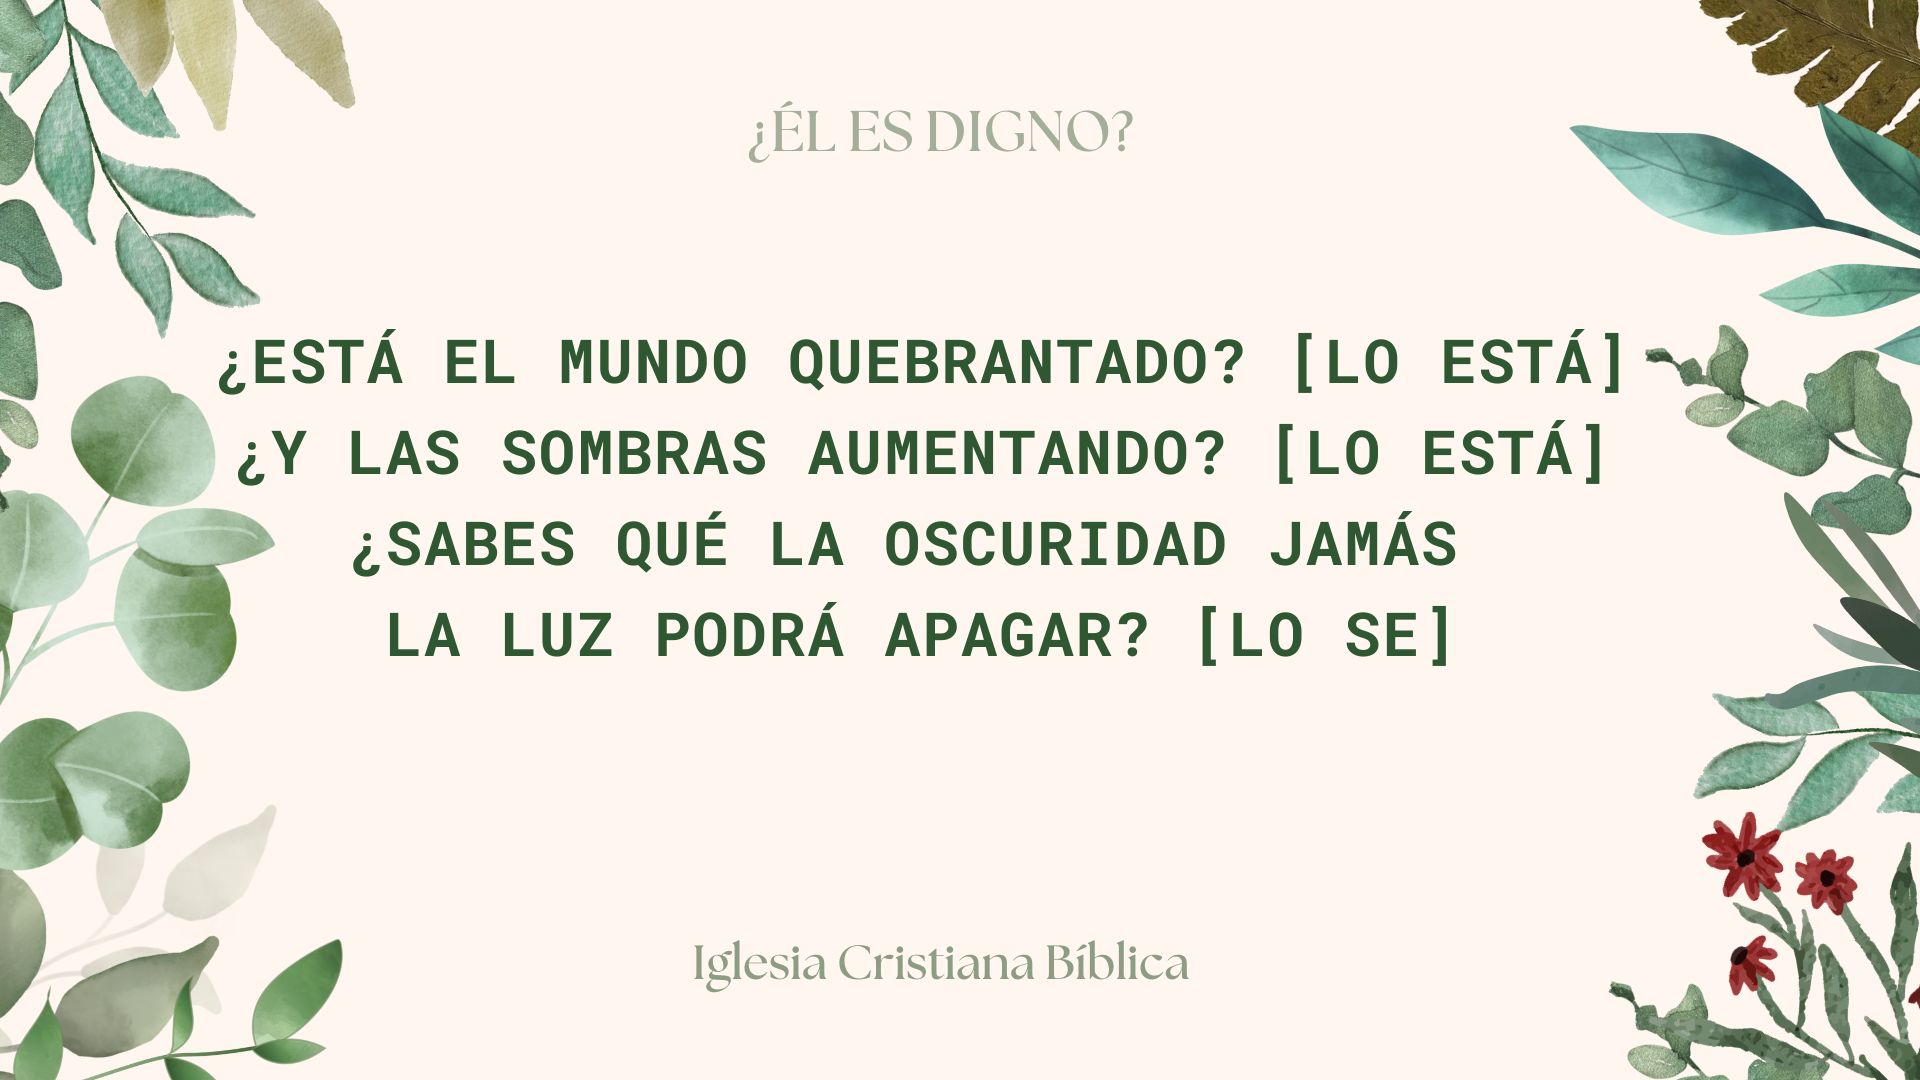 ¿ÉL ES DIGNO?
¿ESTÁ EL MUNDO QUEBRANTADO? [LO ESTÁ]
¿Y LAS SOMBRAS AUMENTANDO? [LO ESTÁ]
¿SABES QUÉ LA OSCURIDAD JAMÁS
LA LUZ PODRÁ APAGAR? [LO SE]
Iglesia Cristiana Bíblica